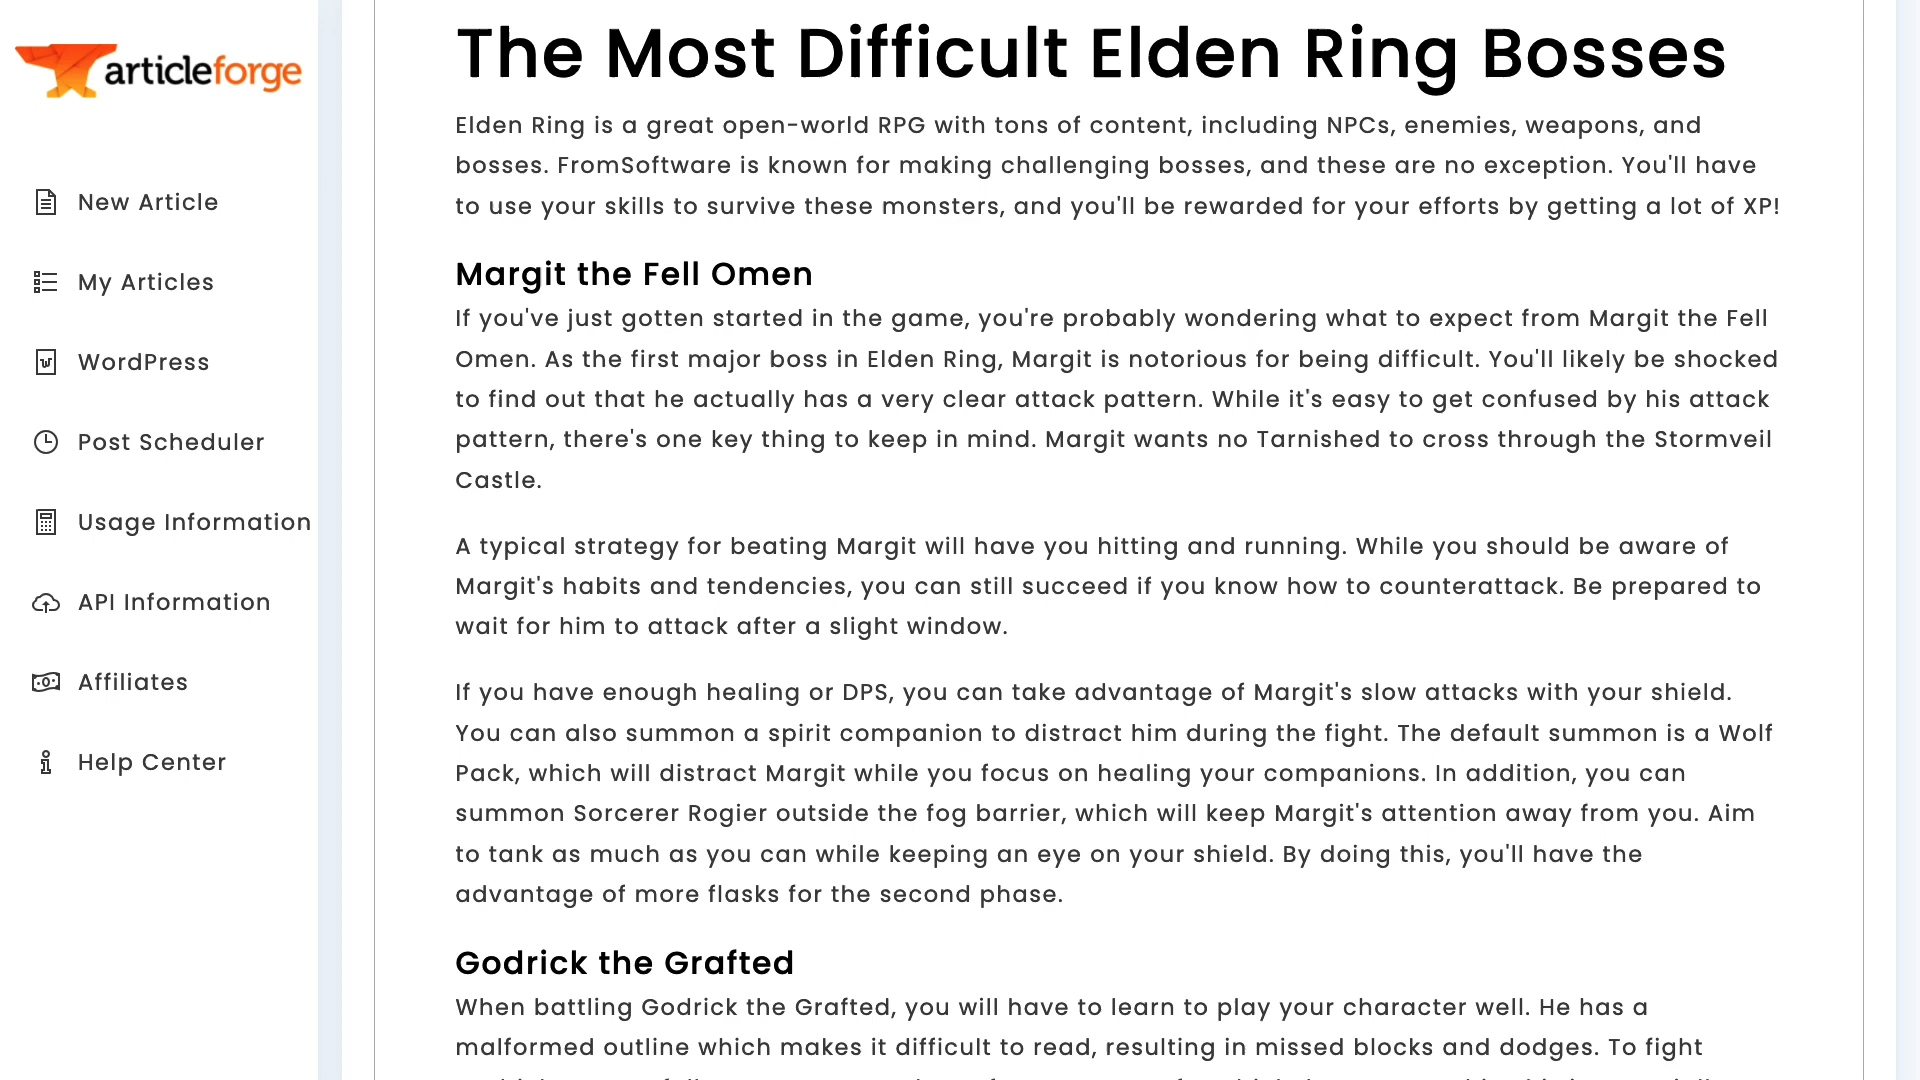 articleforge
New Article
My Articles
WordPress
Post Scheduler
Usage Information
API Information
Affiliates
Help Center
The Most Difficult Elden Ring Bosses
Elden Ring is a great open-world RPG with tons of content, including NPCs, enemies, weapons, and
bosses. FromSoftware is known for making challenging bosses, and these are no exception. You'll have
to use your skills to survive these monsters, and you'll be rewarded for your efforts by getting a lot of XP!
Margit the Fell Omen
If you've just gotten started in the game, you're probably wondering what to expect from Margit the Fell
Omen. As the first major boss in Elden Ring, Margit is notorious for being difficult. You'll likely be shocked
to find out that he actually has a very clear attack pattern. While it's easy to get confused by his attack
pattern, there's one key thing to keep in mind. Margit wants no Tarnished to cross through the Stormveil
Castle.
A typical strategy for beating Margit will have you hitting and running. While you should be aware of
Margit's habits and tendencies, you can still succeed if you know how to counterattack. Be prepared to
wait for him to attack after a slight window.
If you have enough healing or DPS, you can take advantage of Margit's slow attacks with your shield.
You can also summon a spirit companion to distract him during the fight. The default summon is a Wolf
Pack, which will distract Margit while you focus on healing your companions. In addition, you can
summon Sorcerer Rogier outside the fog barrier, which will keep Margit's attention away from you. Aim
to tank as much as you can while keeping an eye on your shield. By doing this, you'll have the
advantage of more flasks for the second phase.
Godrick the Grafted
When battling Godrick the Grafted, you will have to learn to play your character well. He has a
malformed outline which makes it difficult to read, resulting in missed blocks and dodges. To fight